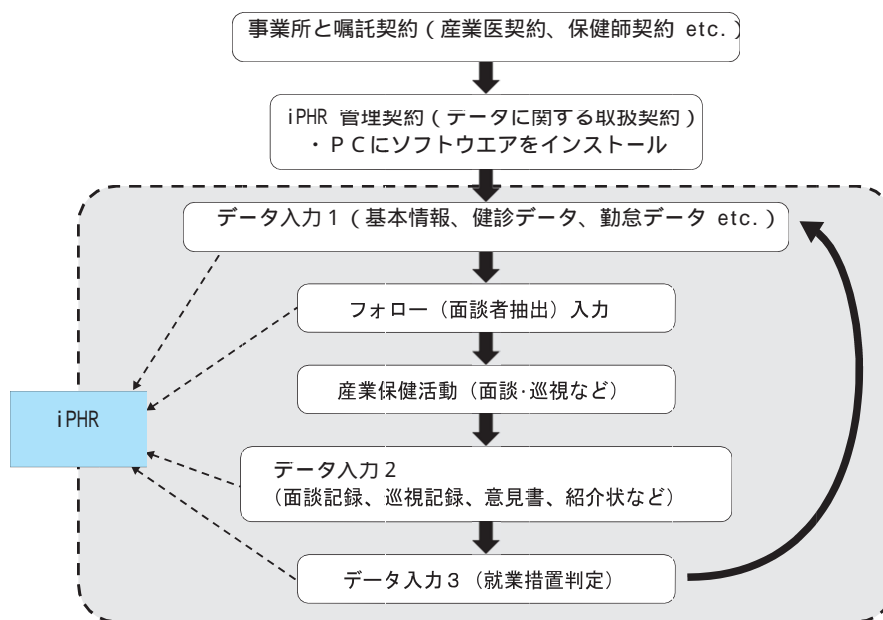 事業所と嘱託契約（産業医契約、保健師契約 etc.）
iPHR 管理契約（データに関する取扱契約）
・ＰＣにソフトウエアをインストール
データ入力１（基本情報、健診データ、勤怠データ etc.）
フォロー（面談者抽出）入力
産業保健活動（面談･巡視など）
iPHR
データ入力２
（面談記録、巡視記録、意見書、紹介状など）
データ入力３（就業措置判定）